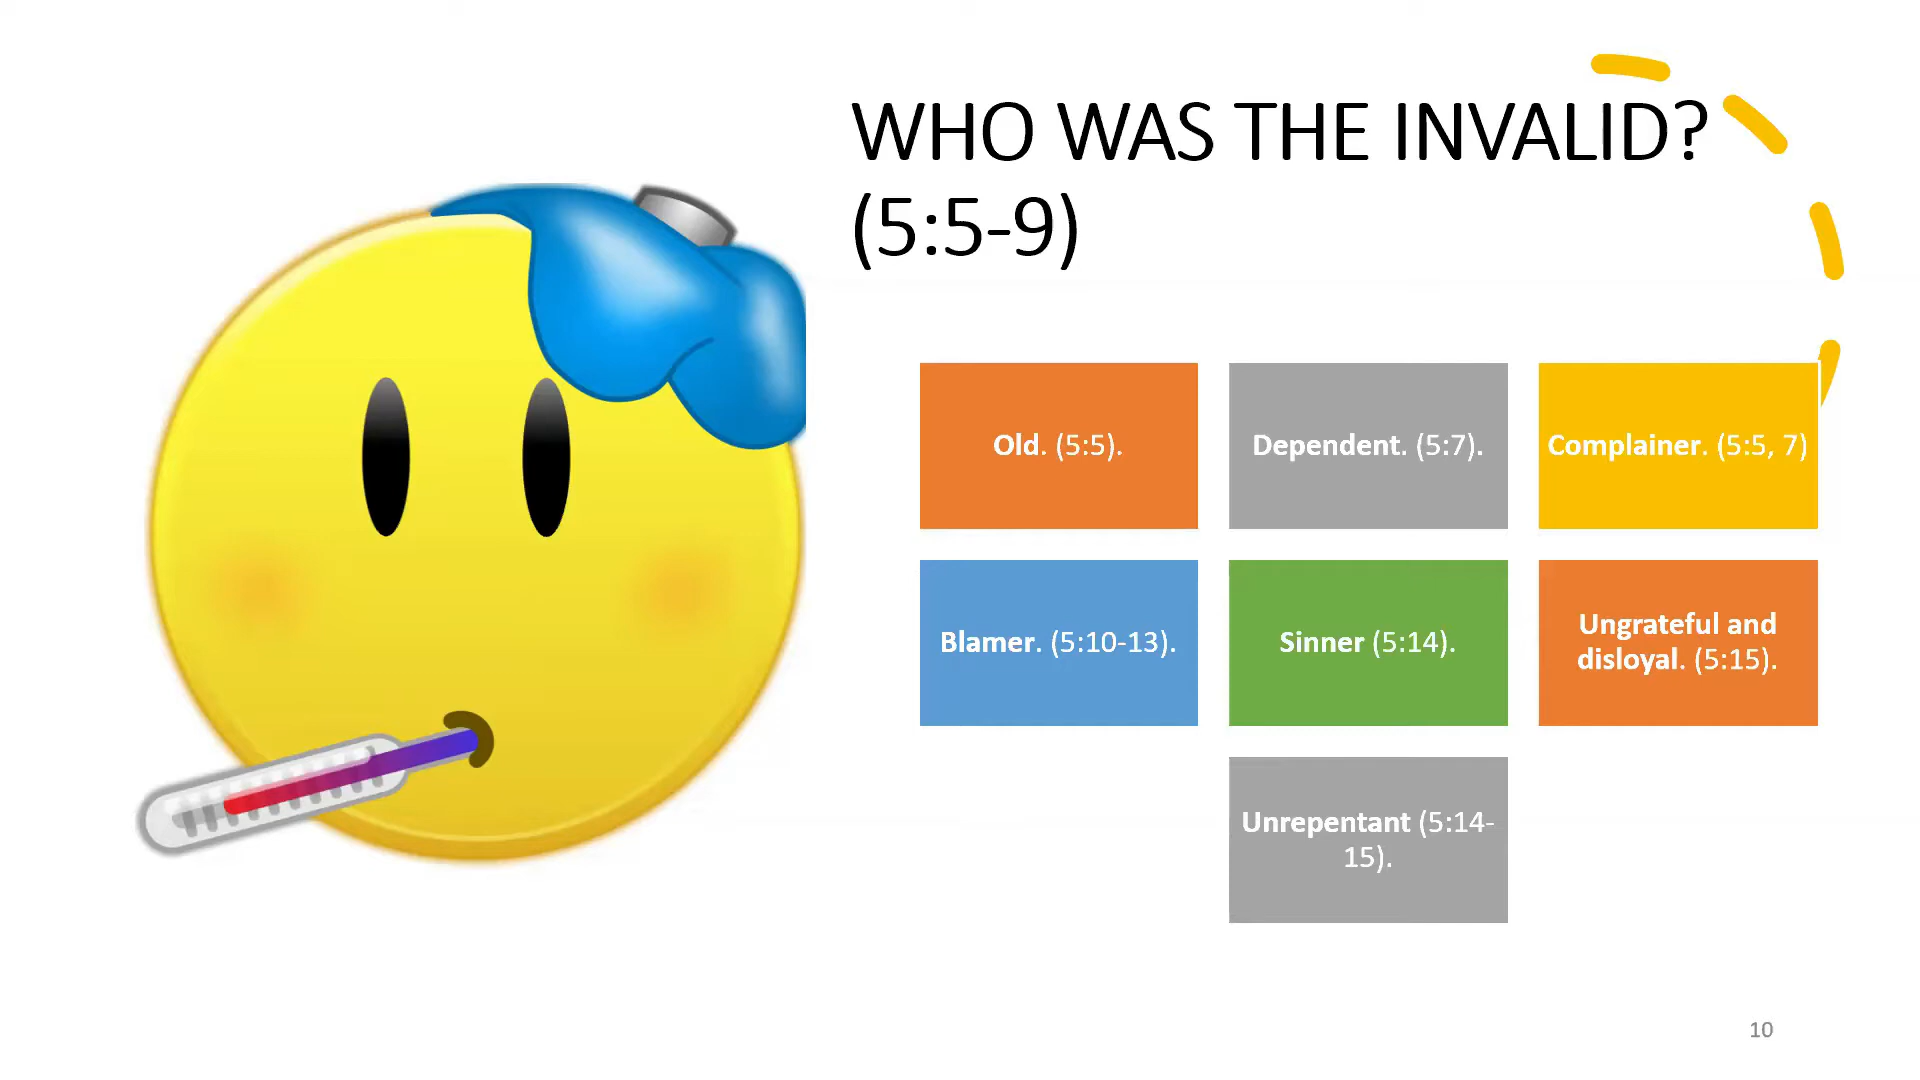 WHO WAS THE INVALID?
(5:5-9)
Old. (5:5).
Dependent. (5:7).
Complainer. (5:5, 7)
Blamer. (5:10-13).
Sinner (5:14).
Ungrateful and
disloyal. (5:15).
Unrepentant (5:14-
15).
10